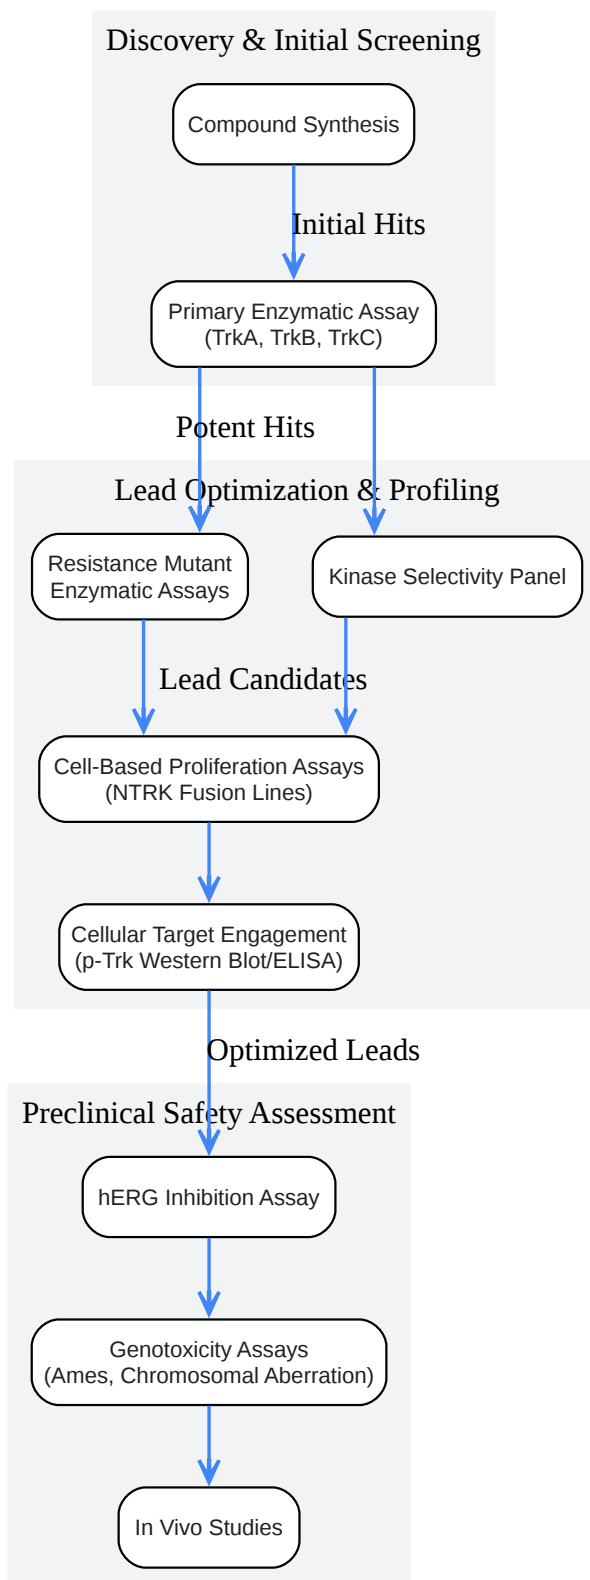 Discovery & Initial Screening
Compound Synthesis
Initial Hits
Primary Enzymatic Assay
(TrkA, TrkB, TrkC)
Potent Hits
Lead Optimization & Profiling
Resistance Mutant
Enzymatic Assays
Kinase Selectivity Panel
Lead Candidates
Cell-Based Proliferation Assays
(NTRK Fusion Lines)
Cellular Target Engagement
(p-Trk Western Blot/ELISA)
Optimized Leads
Preclinical Safety Assessment
hERG Inhibition Assay
Genotoxicity Assays
(Ames, Chromosomal Aberration)
In Vivo Studies